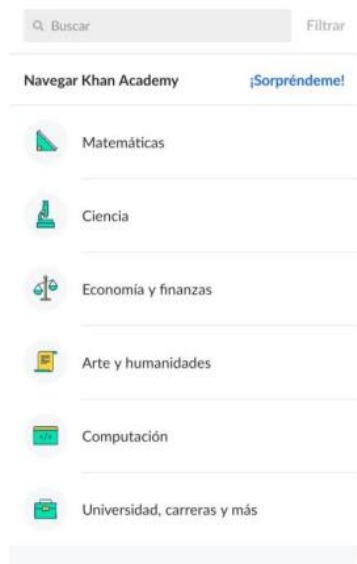 Buscar
Filtrar
Navegar Khan Academy
¡Sorpréndeme!
Matemáticas
Ciencia
Economía y finanzas
Arte y humanidades
Computación
Universidad, carreras y más